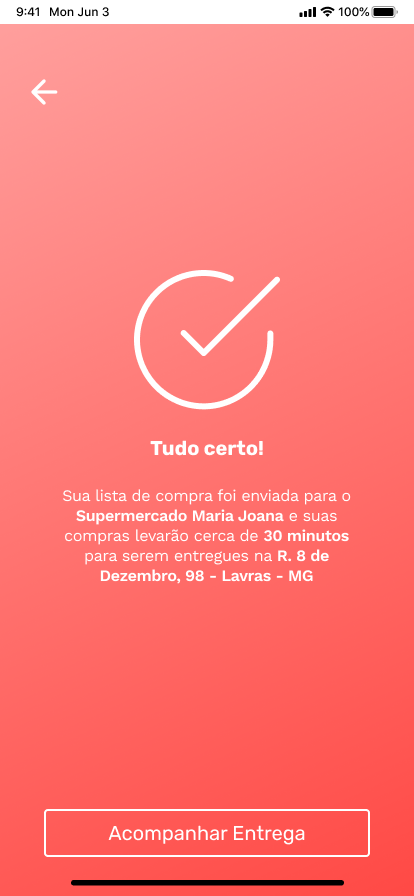 9:41 Mon Jun 3 100%
Tudo certo!
Sua lista de compra foi enviada para o
Supermercado Maria Joana e suas
compras levarão cerca de 30 minutos
para serem entregues na R. 8 de
Dezembro, 98 - Lavras - MG
Acompanhar Entrega